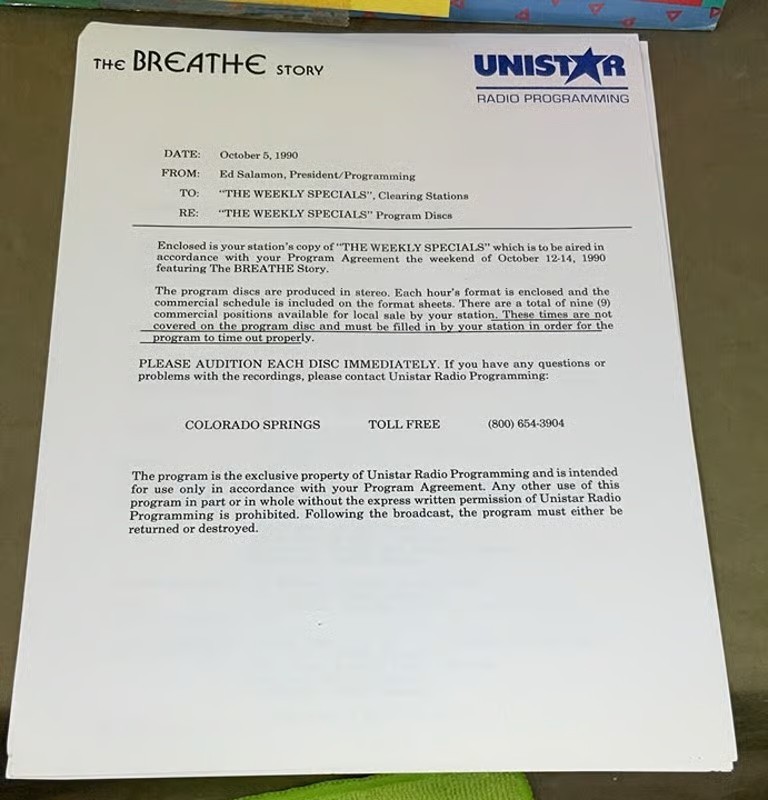 THE BREATHE STORY
UNISTAR
RADIO PROGRAMMING
DATE: October 5, 1990
FROM: Ed Salamon, President/Programming
TO: "THE WEEKLY SPECIALS", Clearing Stations
RE: "THE WEEKLY SPECIALS" Program Discs
Enclosed is your station's copy of "THE WEEKLY SPECIALS" which is to be aired in
accordance with your Program Agreement the weekend of October 12-14, 1990
featuring The BREATHE Story.
The program discs are produced in stereo. Each hour's format is enclosed and the
commercial schedule is included on the format sheets. There are a total of nine (9)
commercial positions available for local sale by your station. These times are not
covered on the program disc and must be filled in by your station in order for the
program to time out properly.
PLEASE AUDITION EACH DISC IMMEDIATELY. If you have any questions or
problems with the recordings, please contact Unistar Radio Programming:
COLORADO SPRINGS TOLL FREE (800) 654-3904
The program is the exclusive property of Unistar Radio Programming and is intended
for use only in accordance with your Program Agreement. Any other use of this
program in part or in whole without the express written permission of Unistar Radio
Programming is prohibited. Following the broadcast, the program must either be
returned or destroyed.